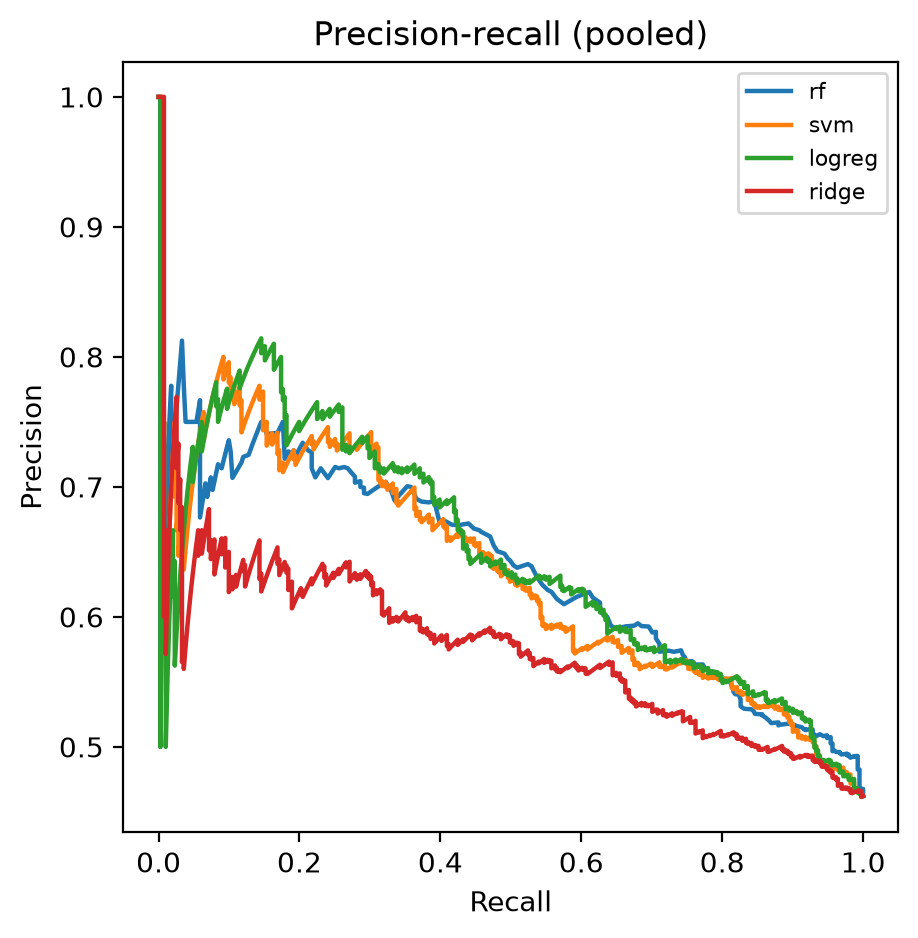 Precision-recall (pooled)
rf
svm
logreg
ridge
1.0
0.9
0.8
0.7
0.6
0.5
Precision
0.0 0.2 0.4 0.6 0.8 1.0
Recall